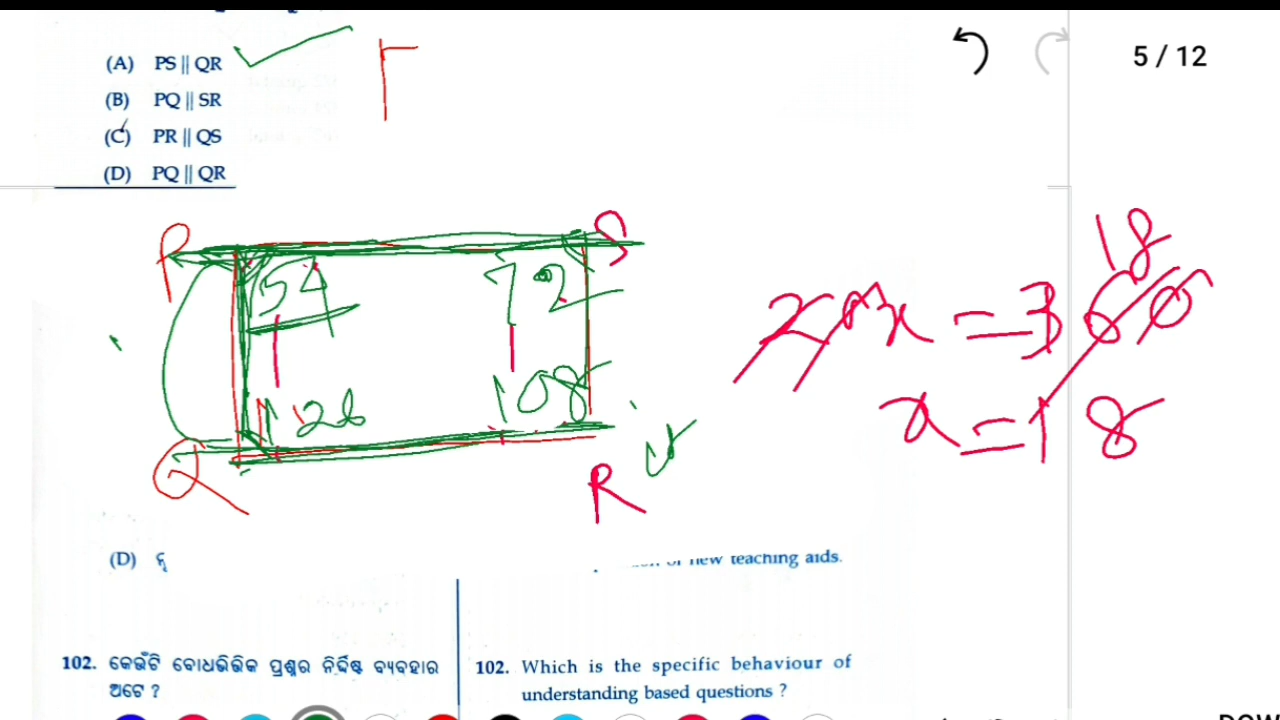 5 / 12
(A) PS || QR
(B) PQ || SR
(C) PR || QS
(D) PQ || QR
P
S
54
72
126
108
Q
R
20x = 360
18
x = 18
(D)
new teaching aids.
102. କେଉଁଟି ବୋଧଭିତ୍ତିକ ପ୍ରଶ୍ନର ନିର୍ଦ୍ଦିଷ୍ଟ ବ୍ୟବହାର
ଅଟେ ?
102. Which is the specific behaviour of
understanding based questions ?